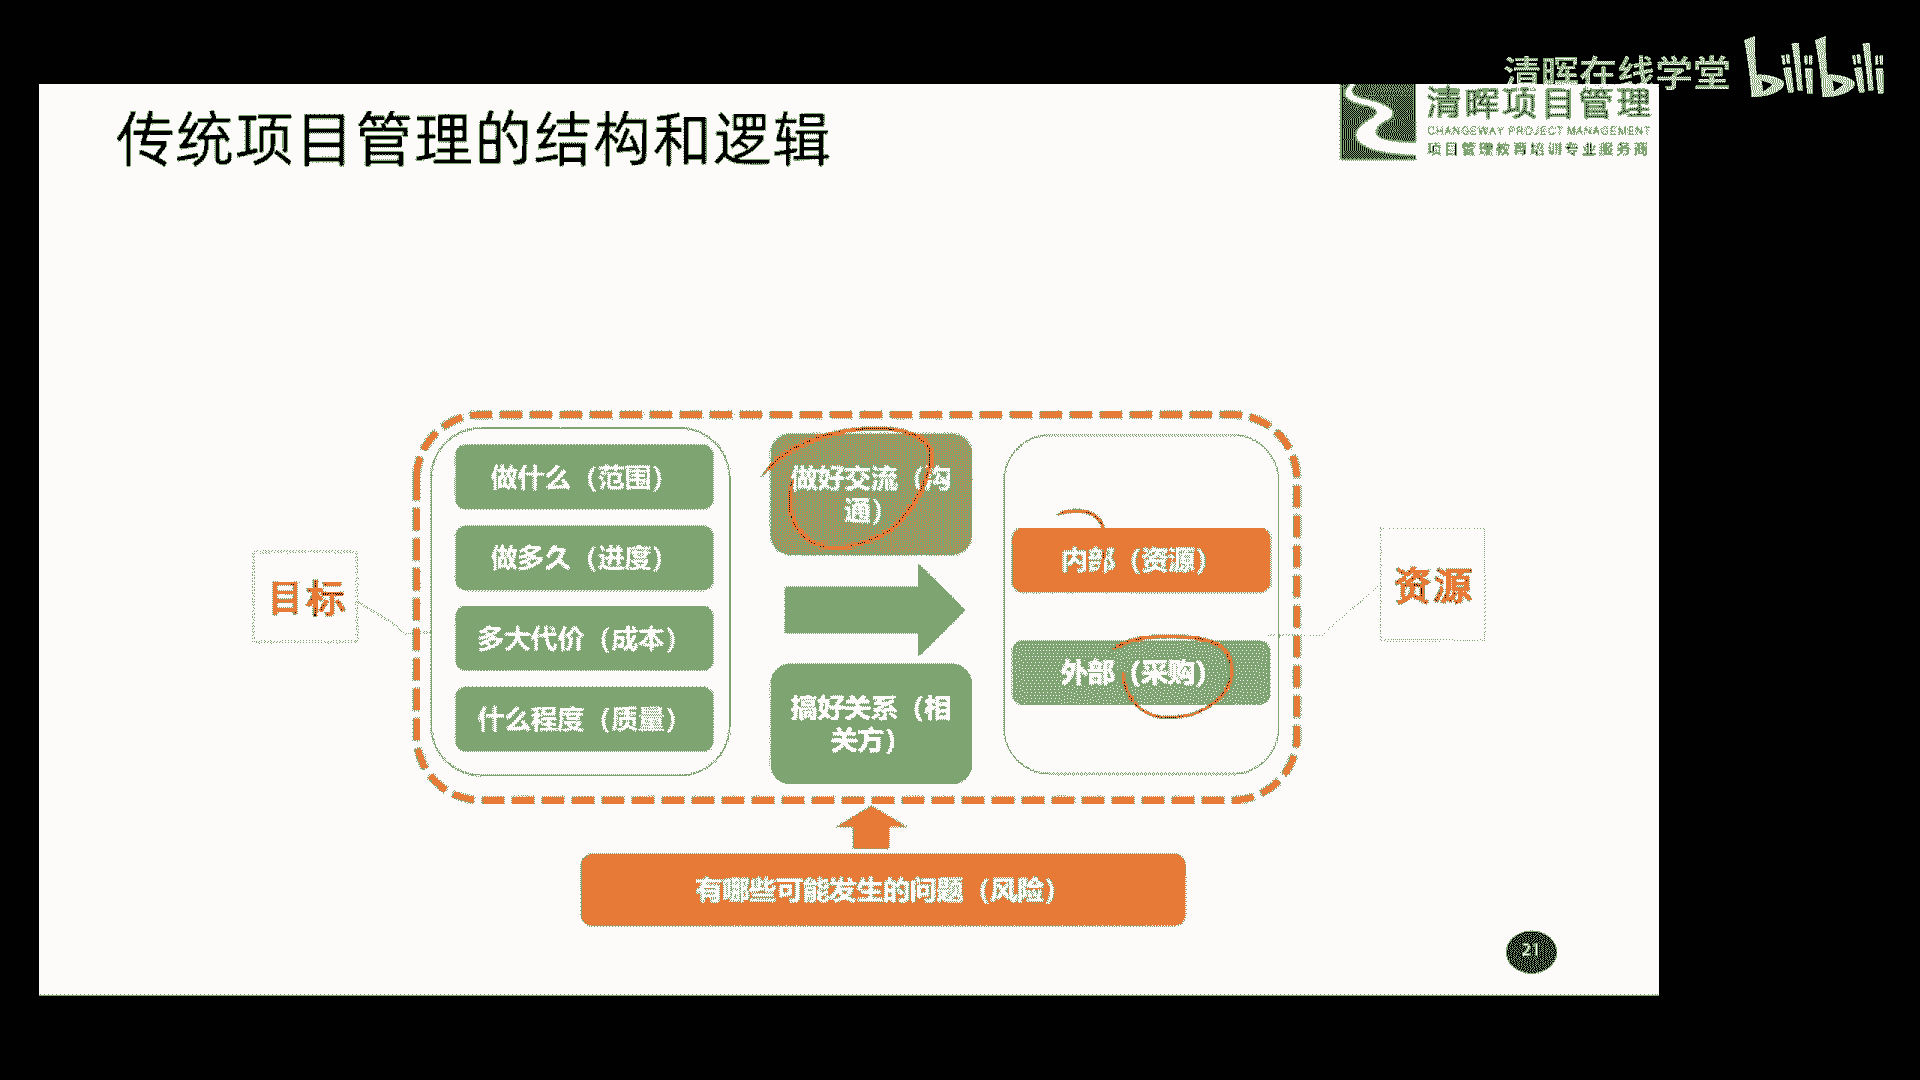 清晖在线学堂 bilibili
传统项目管理的结构和逻辑
清晖项目管理
CHANGEWAY PROJECT MANAGEMENT
项目管理教育培训专业服务商
目标
做什么（范围）
做多久（进度）
多大代价（成本）
什么程度（质量）
做好交流（沟
通）
搞好关系（相
关方）
内部（资源）
外部（采购）
资源
有哪些可能发生的问题（风险）
21